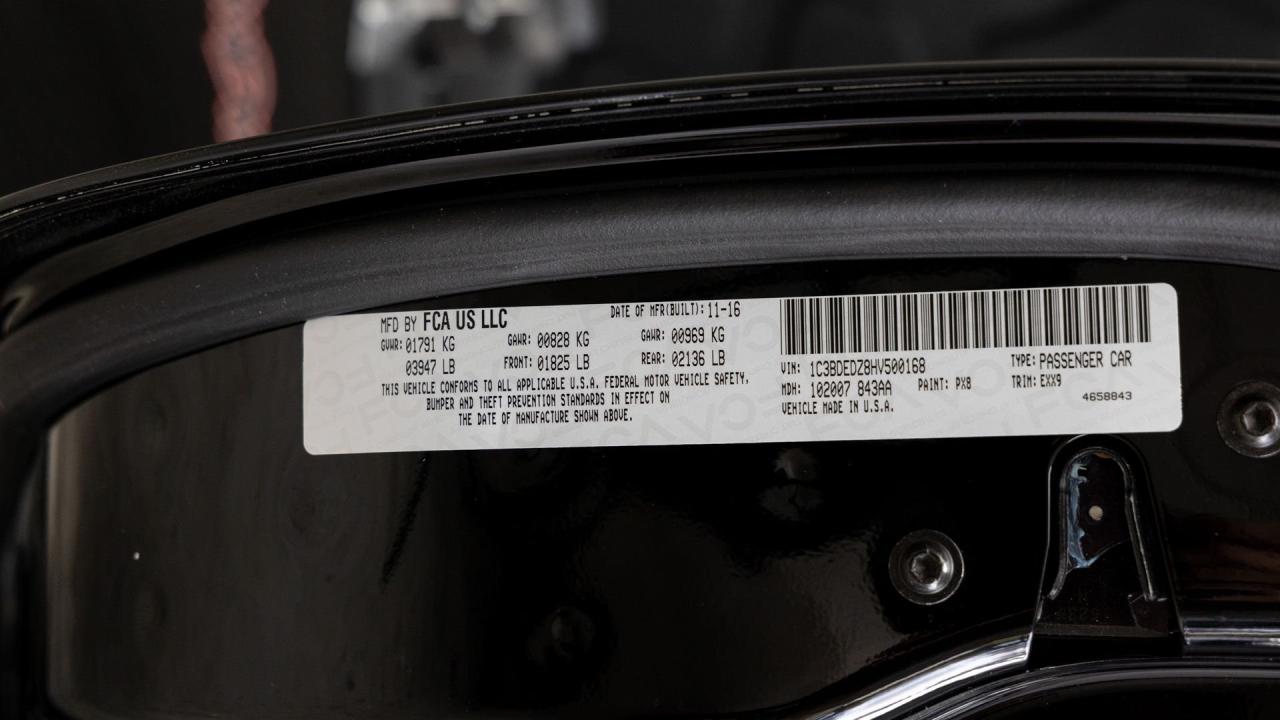 MFD BY FCA US LLC DATE OF MFR(BUILT): 11-16
GVWR: 01791 KG GAWR: 00828 KG GAWR: 00969 KG
03947 LB FRONT: 01825 LB REAR: 02136 LB
THIS VEHICLE CONFORMS TO ALL APPLICABLE U.S.A. FEDERAL MOTOR VEHICLE SAFETY,
BUMPER AND THEFT PREVENTION STANDARDS IN EFFECT ON
THE DATE OF MANUFACTURE SHOWN ABOVE.
VIN: 1C3BDEDZ8HV500168 TYPE: PASSENGER CAR
MDH: 102007 843AA PAINT: PX8 TRIM: EXX9
VEHICLE MADE IN U.S.A. 4658843